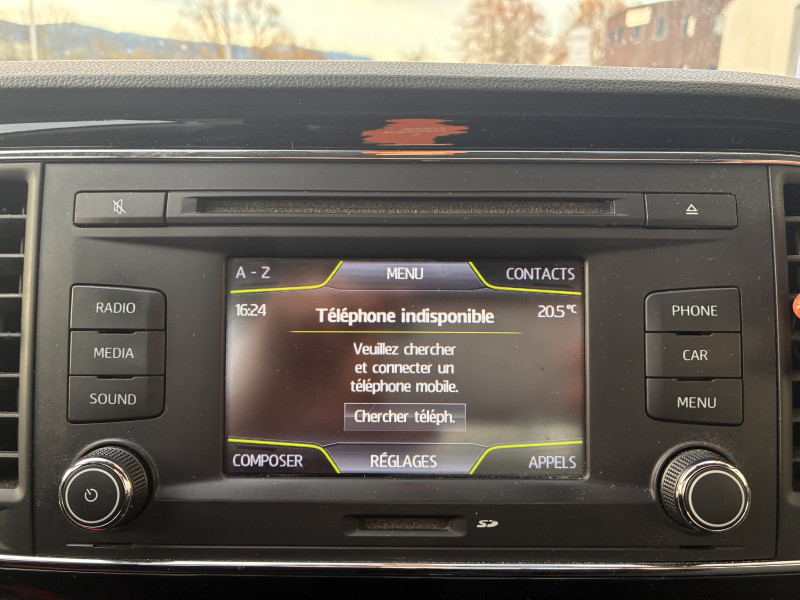 A - Z MENU CONTACTS
16:24 Téléphone indisponible 20.5 °C
Veuillez chercher
et connecter un
téléphone mobile.
Chercher téléph.
COMPOSER RÉGLAGES APPELS
RADIO
MEDIA
SOUND
PHONE
CAR
MENU
SD